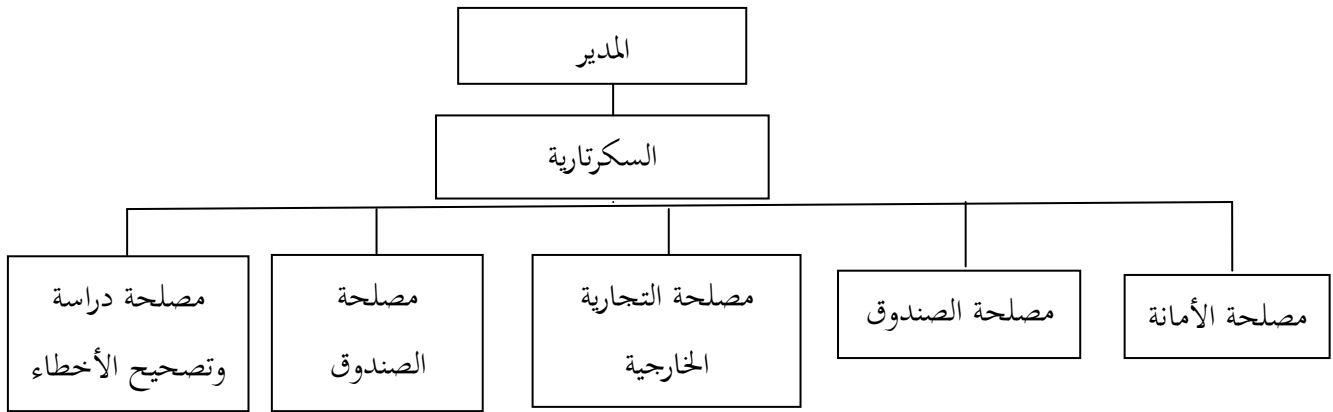 المدير
السكرتارية
مصلحة الأمانة
مصلحة الصندوق
مصلحة التجارية
الخارجية
مصلحة
الصندوق
مصلحة دراسة
وتصحيح الأخطاء